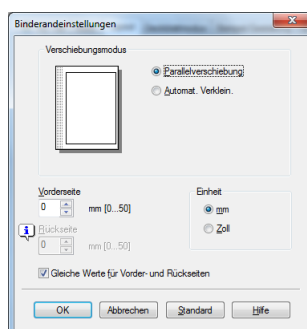 Binderandeinstellungen
Verschiebungsmodus
Parallelverschiebung
Automat. Verklein.
Vorderseite
0 mm [0...50]
Rückseite
0 mm [0...50]
Einheit
mm
Zoll
Gleiche Werte für Vorder- und Rückseiten
OK Abbrechen Standard Hilfe